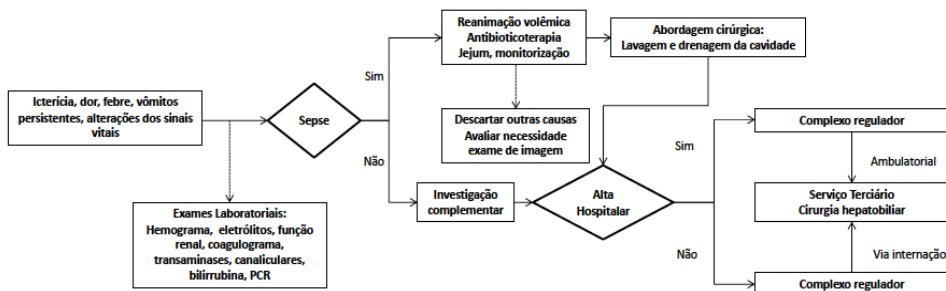 Icterícia, dor, febre, vômitos
persistentes, alterações dos sinais
vitais
Exames Laboratoriais:
Hemograma, eletrólitos, função
renal, coagulograma,
transaminases, canaliculares,
bilirrubina, PCR
Sepse
Sim
Não
Reanimação volêmica
Antibioticoterapia
Jejum, monitorização
Descartar outras causas
Avaliar necessidade
exame de imagem
Investigação
complementar
Abordagem cirúrgica:
Lavagem e drenagem da cavidade
Alta
Hospitalar
Sim
Não
Complexo regulador
Ambulatorial
Serviço Terciário
Cirurgia hepatobiliar
Via internação
Complexo regulador